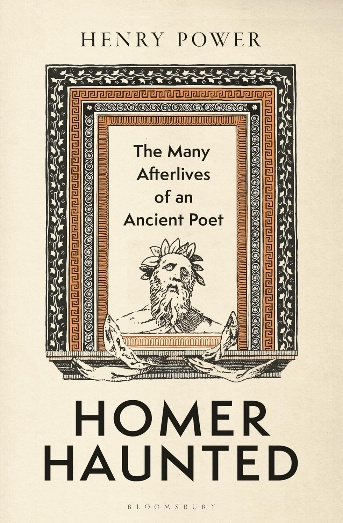 HENRY POWER
The Many
Afterlives
of an
Ancient Poet
HOMER
HAUNTED
BLOOMSBURY